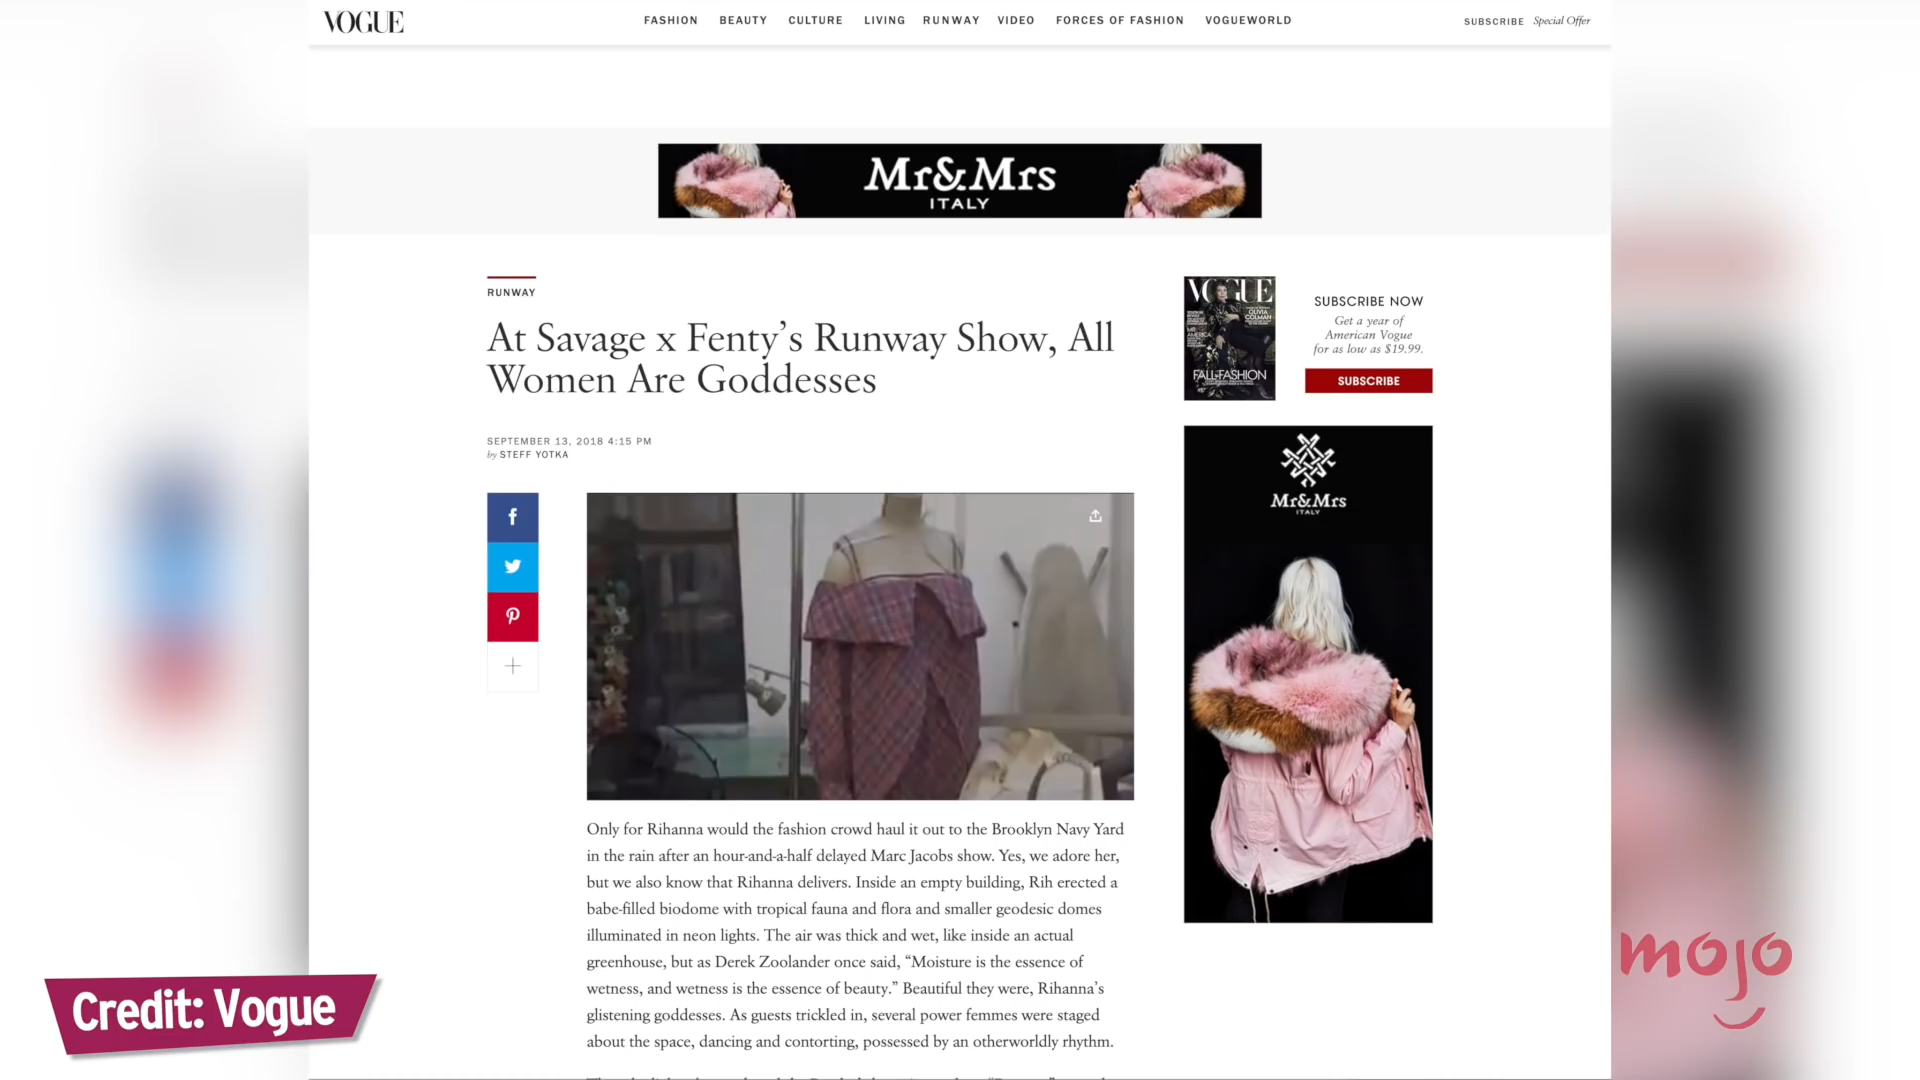 VOGUE
FASHION BEAUTY CULTURE LIVING RUNWAY VIDEO FORCES OF FASHION VOGUEWORLD
SUBSCRIBE Special Offer
Mr&Mrs
ITALY
RUNWAY
At Savage x Fenty's Runway Show, All
Women Are Goddesses
SEPTEMBER 13, 2018 4:15 PM
by STEFF YOTKA
Only for Rihanna would the fashion crowd haul it out to the Brooklyn Navy Yard
in the rain after an hour-and-a-half delayed Marc Jacobs show. Yes, we adore her,
but we also know that Rihanna delivers. Inside an empty building, Rih erected a
babe-filled biodome with tropical fauna and flora and smaller geodesic domes
illuminated in neon lights. The air was thick and wet, like inside an actual
greenhouse, but as Derek Zoolander once said, “Moisture is the essence of
wetness, and wetness is the essence of beauty.” Beautiful they were, Rihanna’s
glistening goddesses. As guests trickled in, several power femmes were staged
about the space, dancing and contorting, possessed by an otherworldly rhythm.
VOGUE
OLIVIA
COLMAN
FALL FASHION
SUBSCRIBE NOW
Get a year of
American Vogue
for as low as $19.99.
SUBSCRIBE
Mr&Mrs
ITALY
Credit: Vogue
mojo